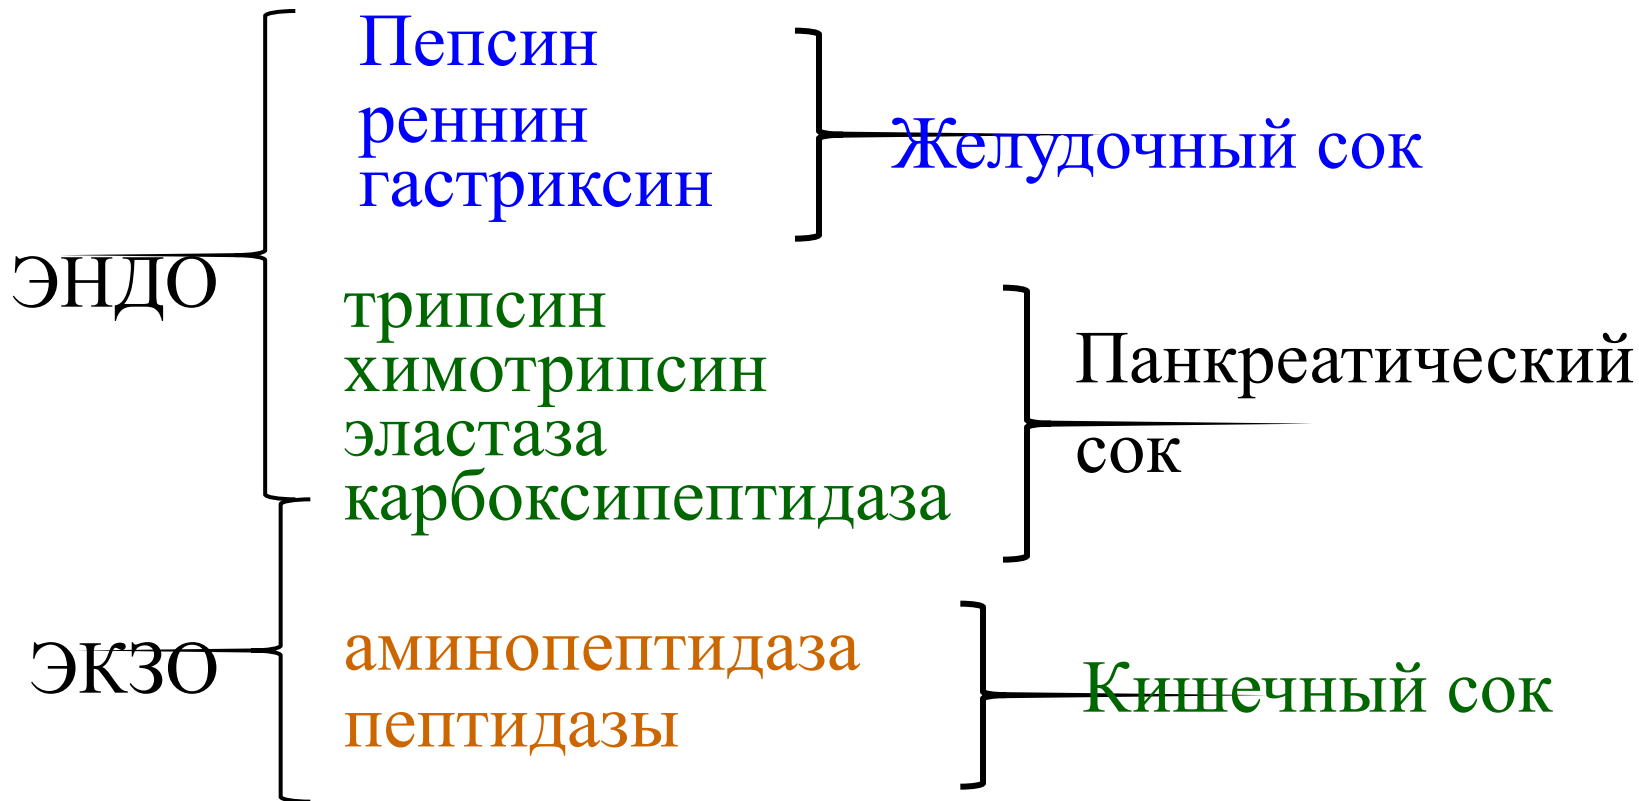 Пепсин
реннин
гастриксин
Желудочный сок
ЭНДО
трипсин
химотрипсин
эластаза
карбоксипептидаза
Панкреатический
сок
ЭКЗО
аминопептидаза
пептидазы
Кишечный сок